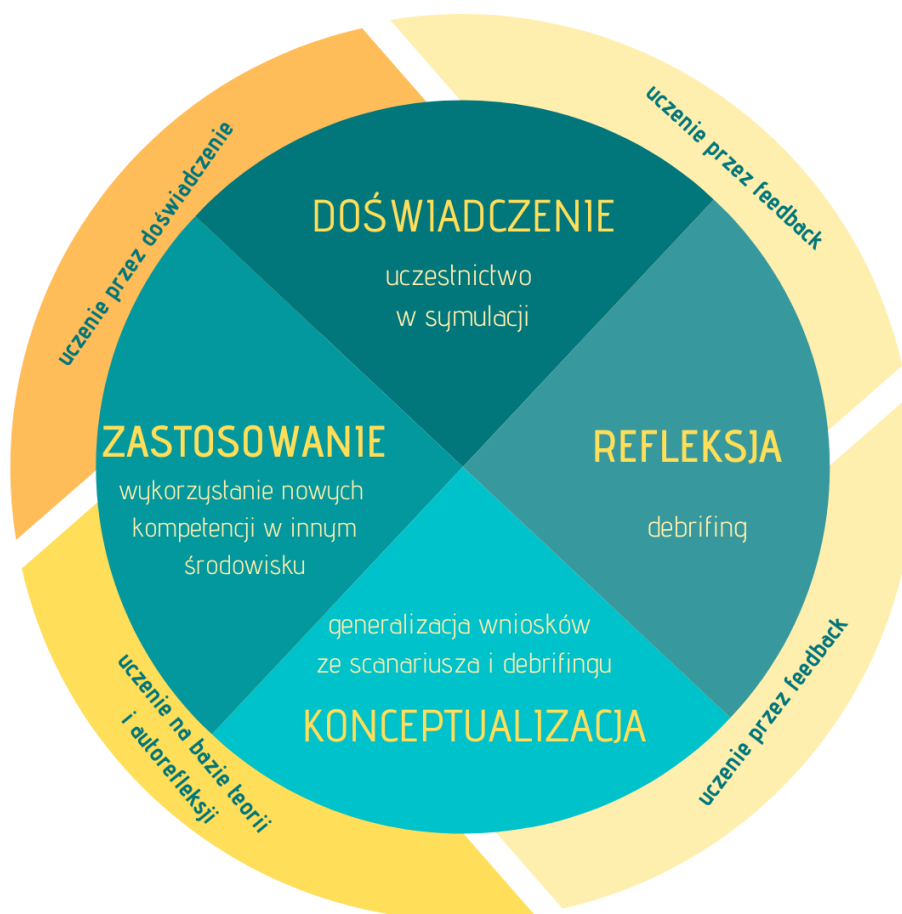 uczenie przez doświadczenie
uczenie przez feedback
DOŚWIADCZENIE
uczestnictwo
w symulacji
ZASTOSOWANIE
wykorzystanie nowych
kompetencji w innym
środowisku
REFLEKSJA
debrifing
generalizacja wniosków
ze scanariusza i debrifingu
KONCEPTUALIZACJA
uczenie na bazie teorii
i autorefleksji
uczenie przez feedback